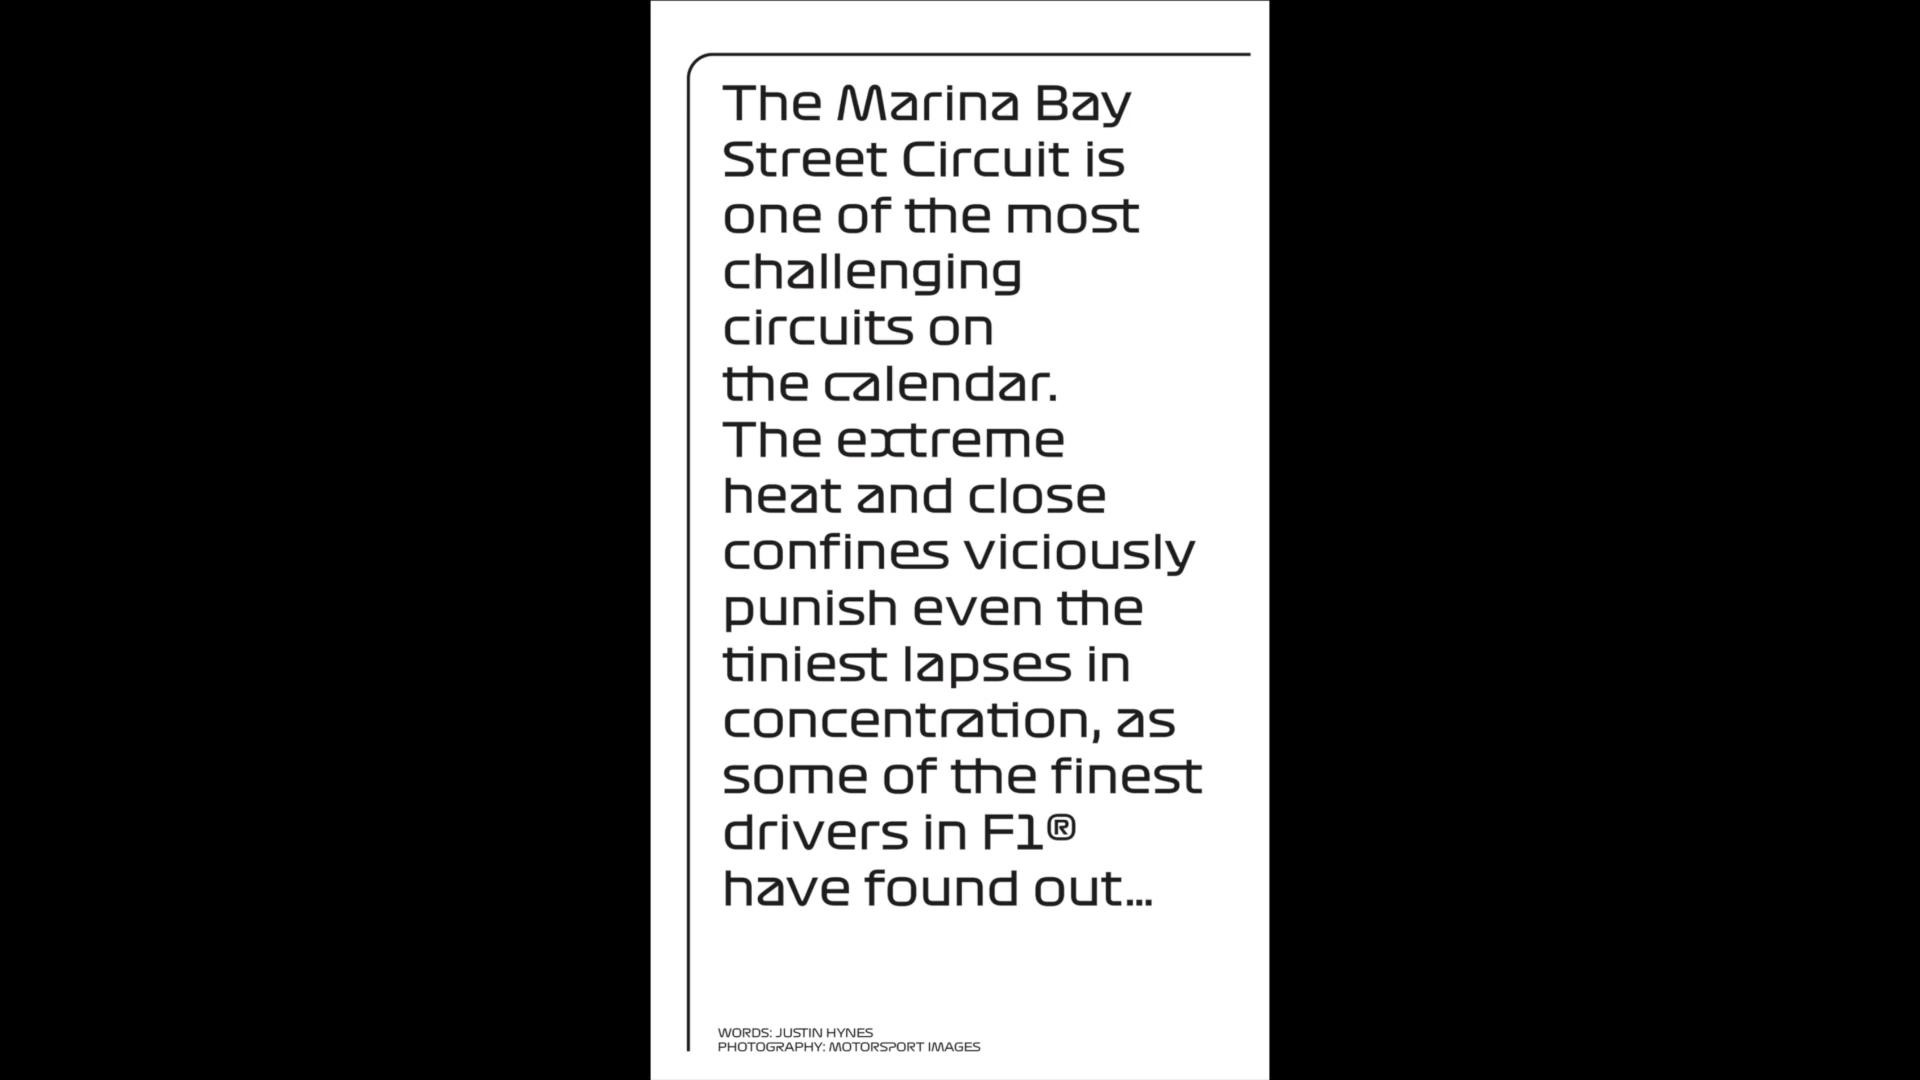 The Marina Bay
Street Circuit is
one of the most
challenging
circuits on
the calendar.
The extreme
heat and close
confines viciously
punish even the
tiniest lapses in
concentration, as
some of the finest
drivers in F1®
have found out...
WORDS: JUSTIN HYNES
PHOTOGRAPHY: MOTORSPORT IMAGES